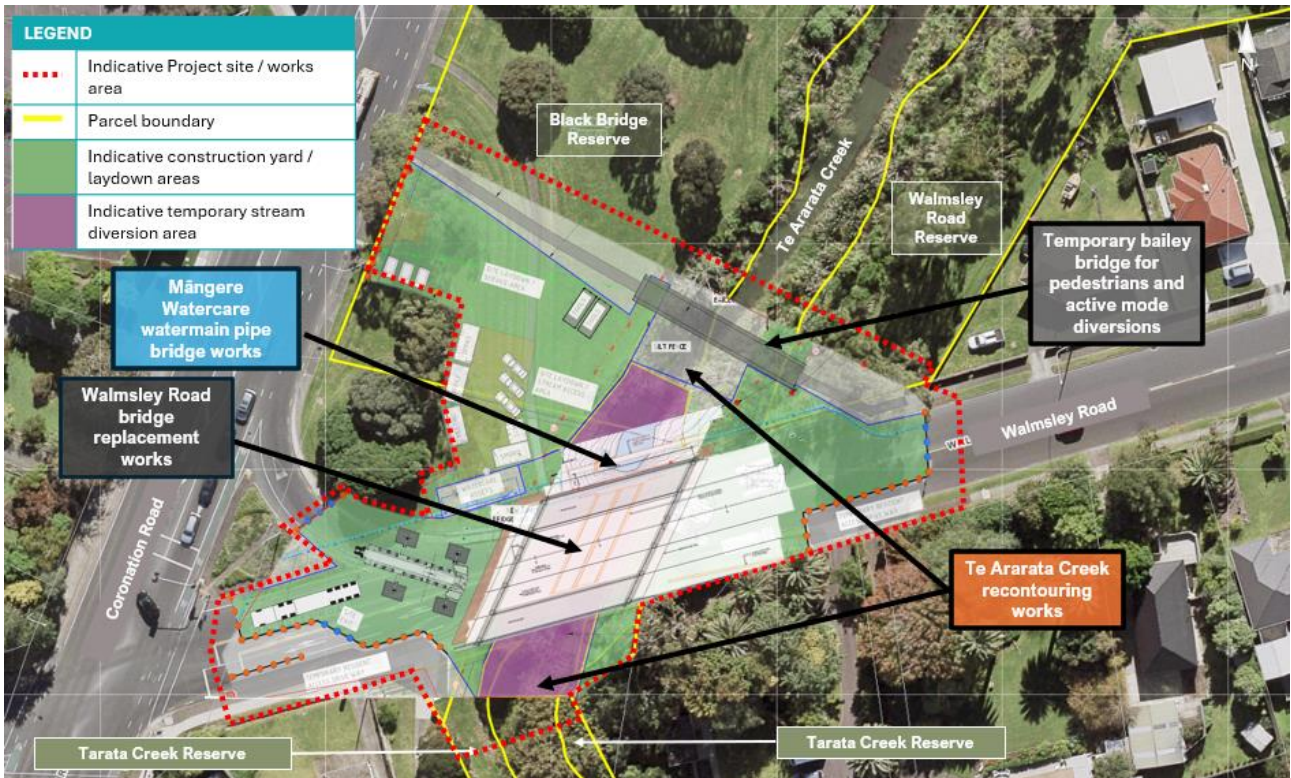 LEGEND
Indicative Project site / works
area
Parcel boundary
Indicative construction yard /
laydown areas
Indicative temporary stream
diversion area
N
Black Bridge
Reserve
Te Ararata Creek
Walmsley
Road
Reserve
Temporary bailey
bridge for
pedestrians and
active mode
diversions
Māngere
Watercare
watermain pipe
bridge works
Walmsley Road
bridge
replacement
works
Walmsley Road
Coronation Road
Te Ararata Creek
recontouring
works
TEMPORARY RESIDENT
Tarata Creek Reserve
Tarata Creek Reserve